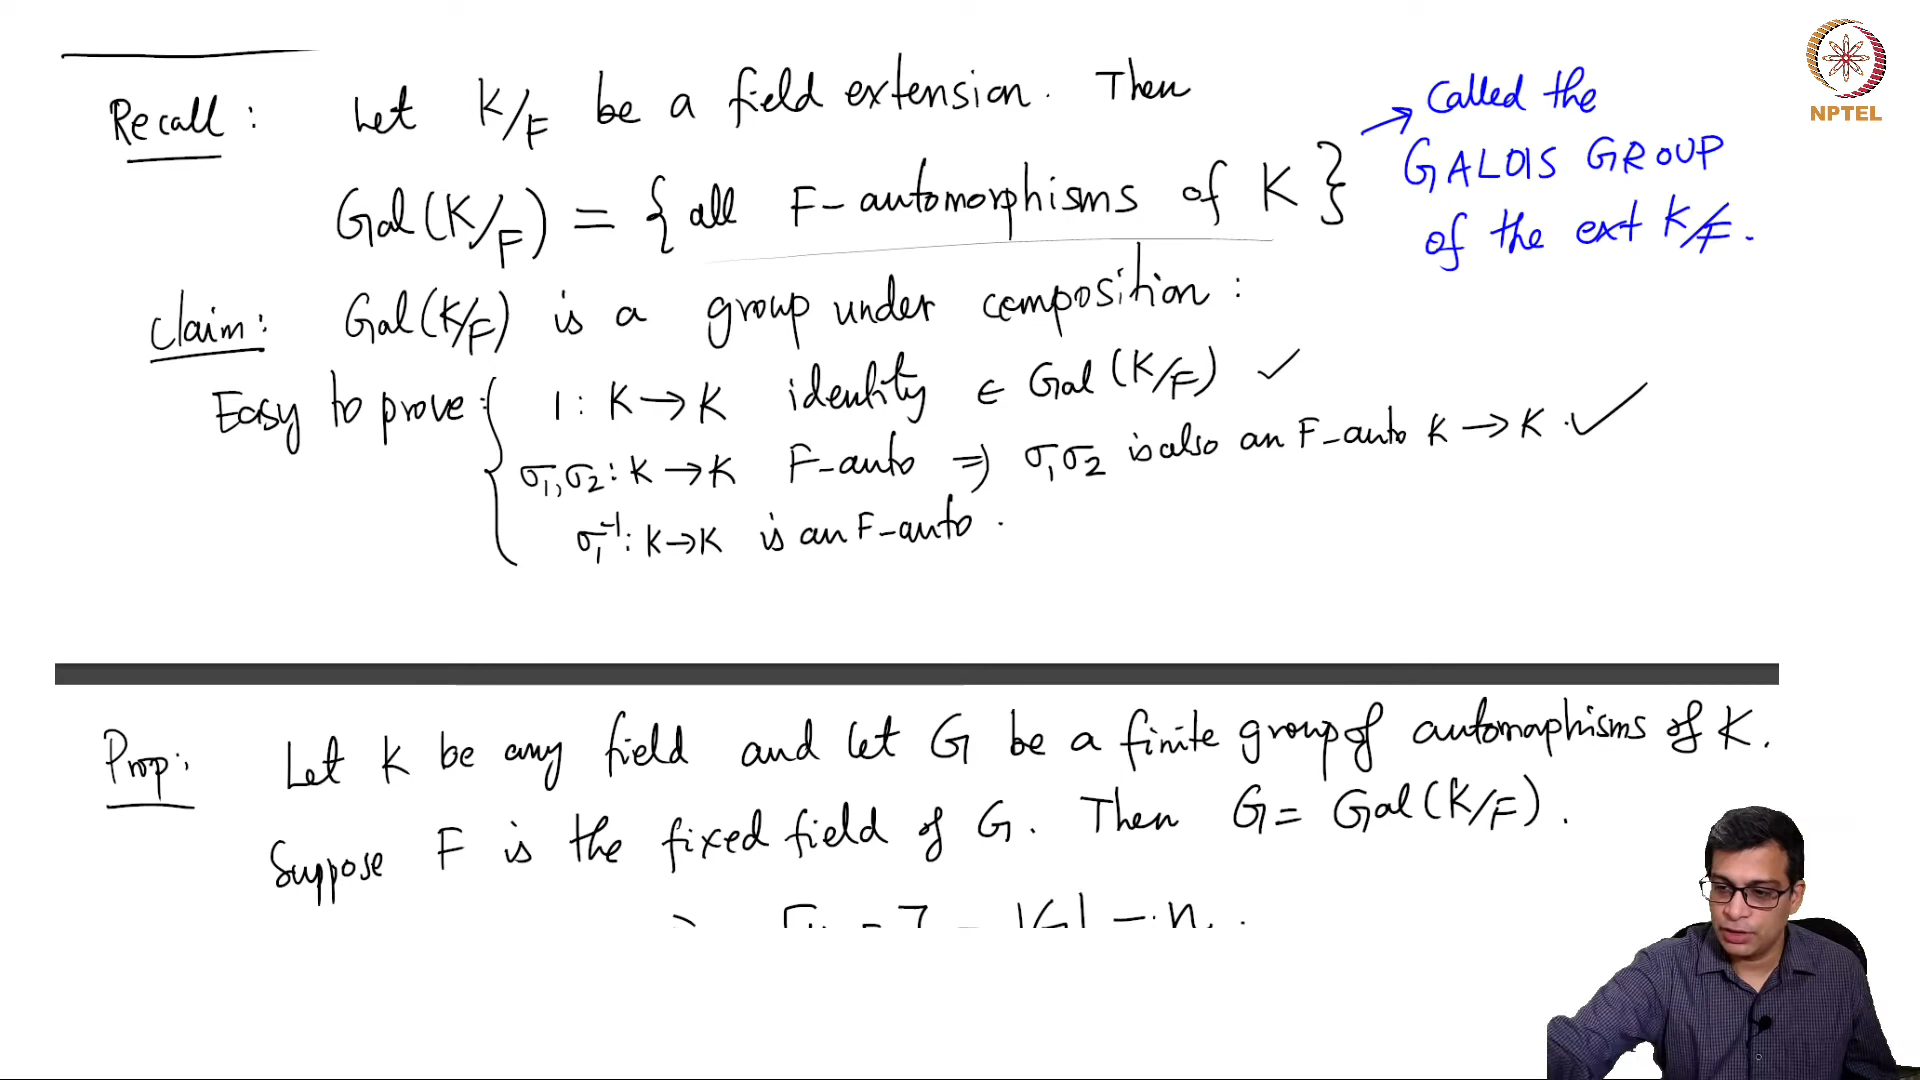 Recall: Let K/F be a field extension. Then
Gal(K/F) = { all F-automorphisms of K }
→ Called the
GALOIS GROUP
of the ext K/F.
NPTEL
Claim: Gal(K/F) is a group under composition:
Easy to prove: { 1: K → K identity ∈ Gal(K/F) ✓
σ₁, σ₂: K → K F-auto ⇒ σ₁σ₂ is also an F-auto K → K. ✓
σ₁⁻¹: K → K is an F-auto.
Prop: Let K be any field and let G be a finite group of automorphisms of K.
Suppose F is the fixed field of G. Then G = Gal(K/F).